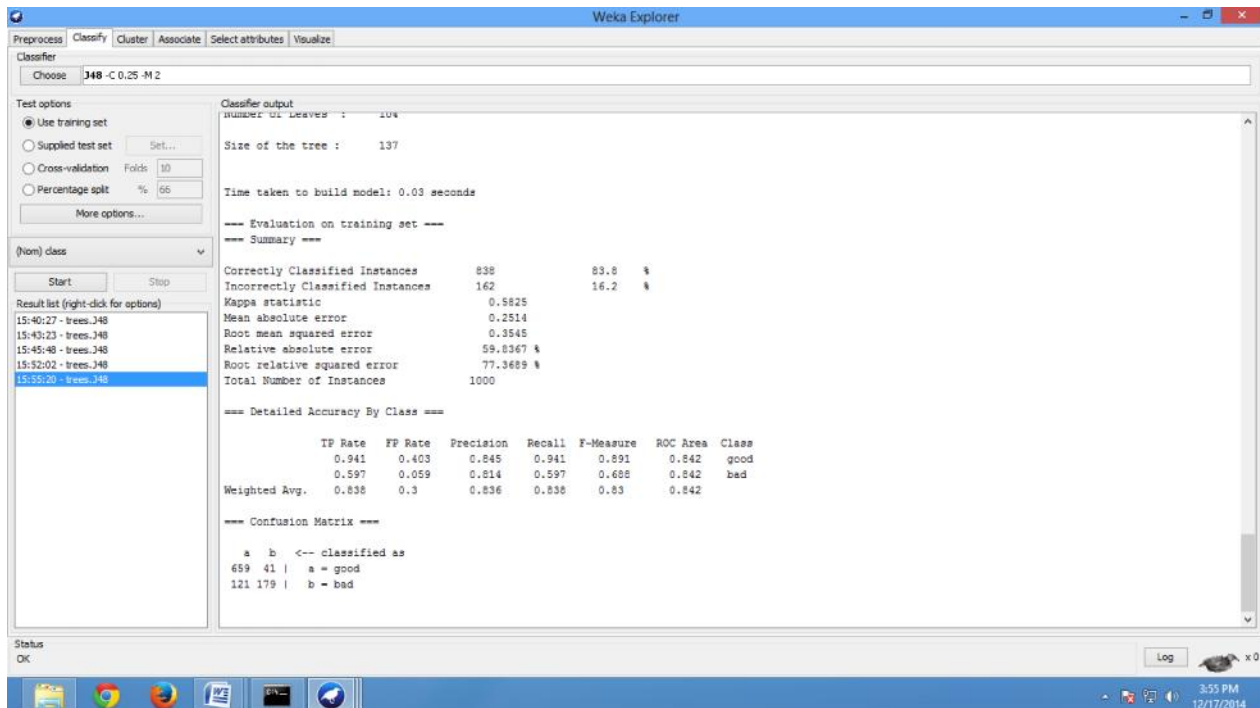 Weka Explorer
Preprocess Classify Cluster Associate Select attributes Visualize
Classifier
Choose J48 -C 0.25 -M 2
Test options
Use training set
Supplied test set Set...
Cross-validation Folds 10
Percentage split % 66
More options...
(Nom) class
Start Stop
Result list (right-click for options)
15:40:27 - trees.J48
15:43:23 - trees.J48
15:45:48 - trees.J48
15:52:02 - trees.J48
15:55:20 - trees.J48
Classifier output
Number of Leaves :
Size of the tree : 137
Time taken to build model: 0.03 seconds
=== Evaluation on training set ===
=== Summary ===
Correctly Classified Instances 838 83.8 %
Incorrectly Classified Instances 162 16.2 %
Kappa statistic 0.5825
Mean absolute error 0.2514
Root mean squared error 0.3545
Relative absolute error 59.8367 %
Root relative squared error 77.3689 %
Total Number of Instances 1000
=== Detailed Accuracy By Class ===
TP Rate FP Rate Precision Recall F-Measure ROC Area Class
0.941 0.403 0.845 0.941 0.891 0.842 good
0.597 0.059 0.814 0.597 0.688 0.842 bad
Weighted Avg. 0.838 0.3 0.836 0.838 0.83 0.842
=== Confusion Matrix ===
a b <-- classified as
659 41 | a = good
121 179 | b = bad
Status
OK
Log x 0
3:55 PM
12/17/2014